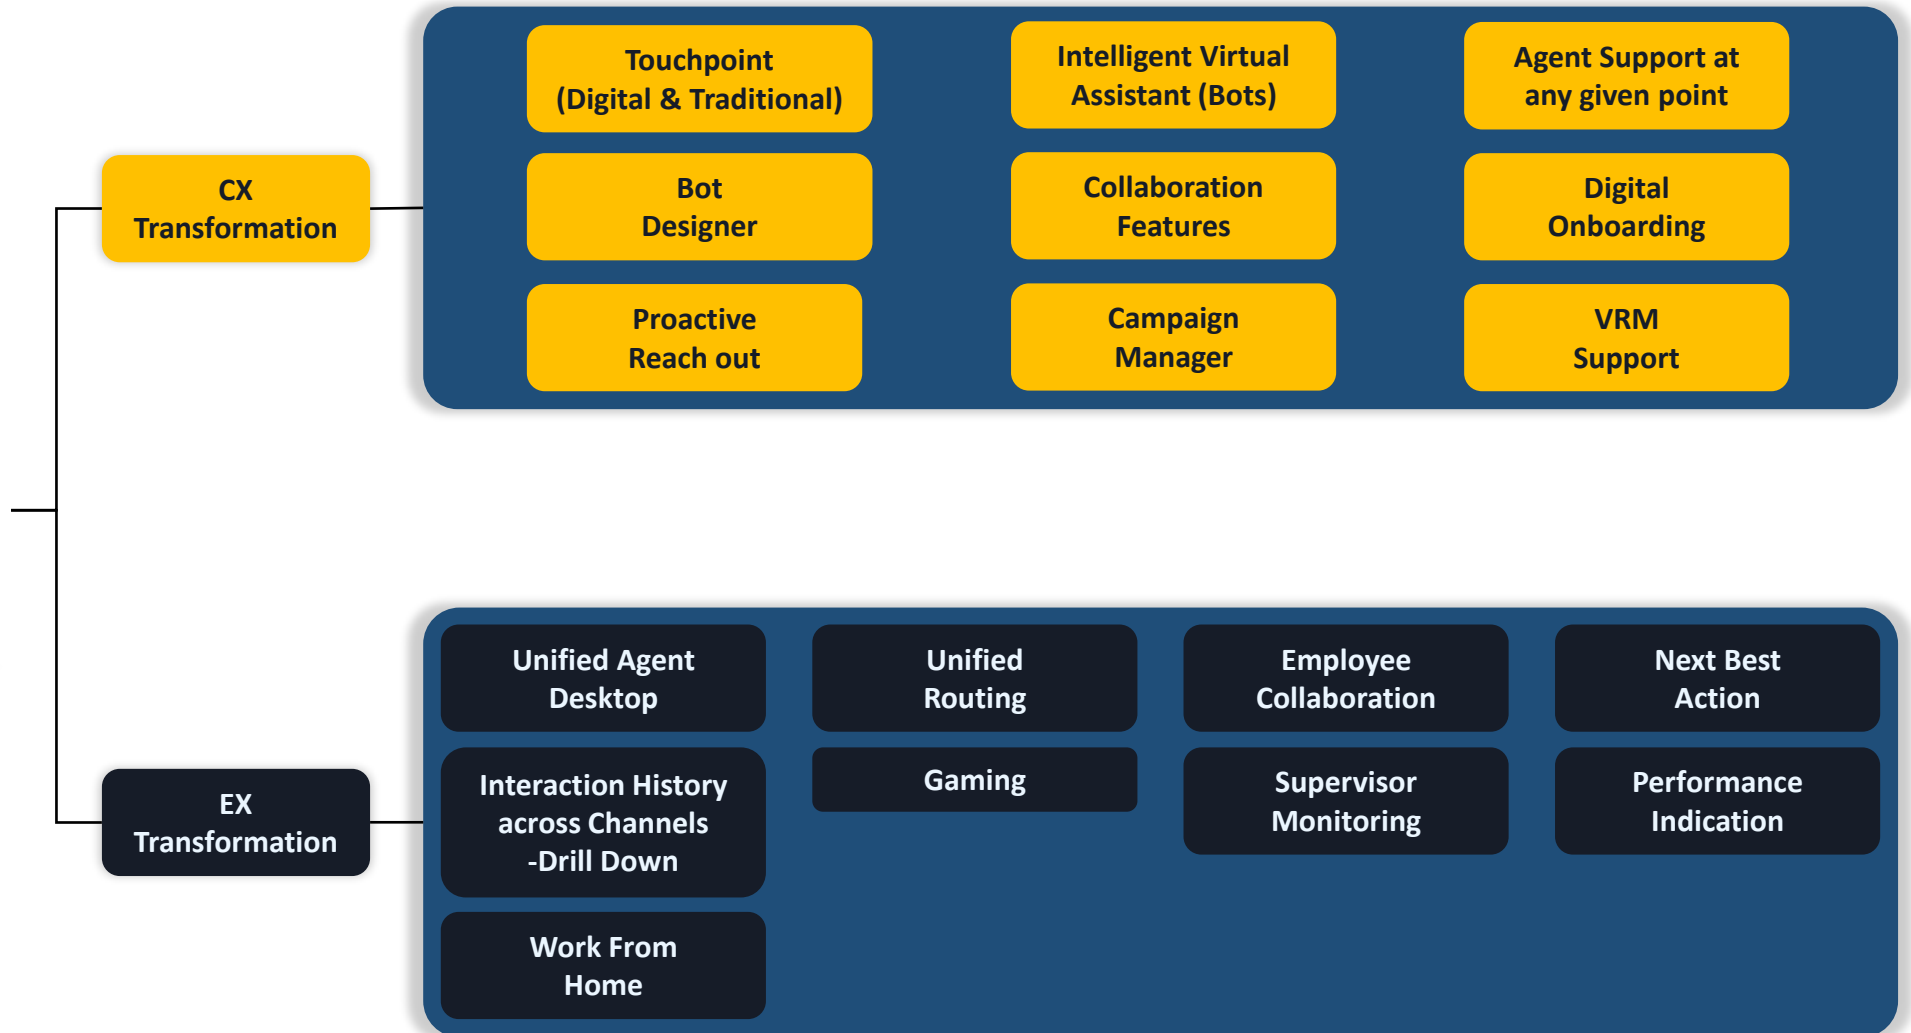 CX
Transformation
Touchpoint
(Digital & Traditional)
Intelligent Virtual
Assistant (Bots)
Agent Support at
any given point
Bot
Designer
Collaboration
Features
Digital
Onboarding
Proactive
Reach out
Campaign
Manager
VRM
Support
EX
Transformation
Unified Agent
Desktop
Unified
Routing
Employee
Collaboration
Next Best
Action
Interaction History
across Channels
-Drill Down
Gaming
Supervisor
Monitoring
Performance
Indication
Work From
Home